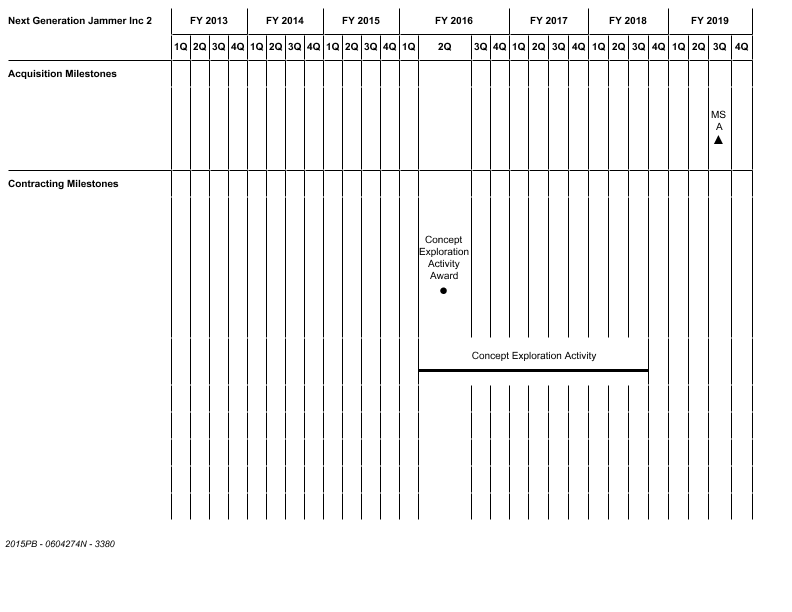 Next Generation Jammer Inc 2 FY 2013 FY 2014 FY 2015 FY 2016 FY 2017 FY 2018 FY 2019
1Q 2Q 3Q 4Q 1Q 2Q 3Q 4Q 1Q 2Q 3Q 4Q 1Q 2Q 3Q 4Q 1Q 2Q 3Q 4Q 1Q 2Q 3Q 4Q 1Q 2Q 3Q 4Q
Acquisition Milestones
MS
A
Contracting Milestones
Concept
Exploration
Activity
Award
Concept Exploration Activity
2015PB - 0604274N - 3380